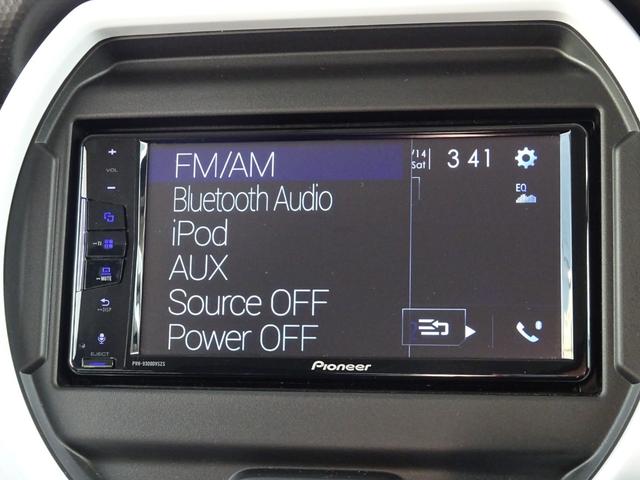 +
VOL
−
MUTE
DISP
EJECT
FM/AM
Bluetooth Audio
iPod
AUX
Source OFF
Power OFF
/14
Sat
3 41
EQ
Pioneer